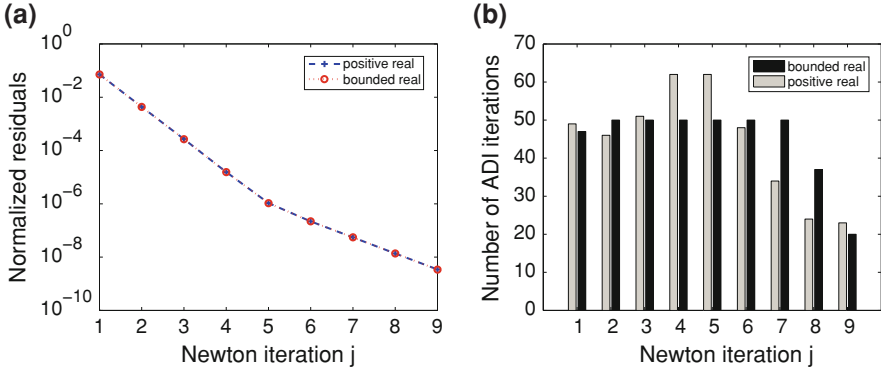 (a)
10^0
10^−2
10^−4
10^−6
10^−8
10^−10
Normalized residuals
positive real
bounded real
1 2 3 4 5 6 7 8 9
Newton iteration j
(b)
70
60
50
40
30
20
10
0
Number of ADI iterations
bounded real
positive real
1 2 3 4 5 6 7 8 9
Newton iteration j